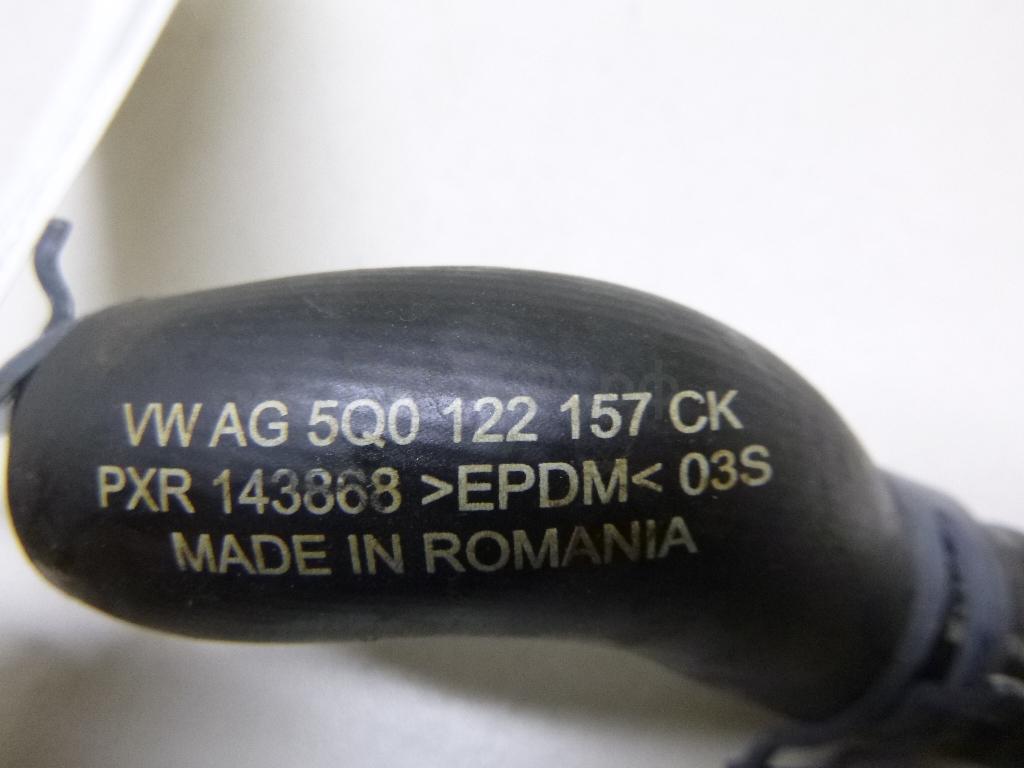 VW AG 5Q0 122 157 CK
PXR 143868 >EPDM< 03S
MADE IN ROMANIA